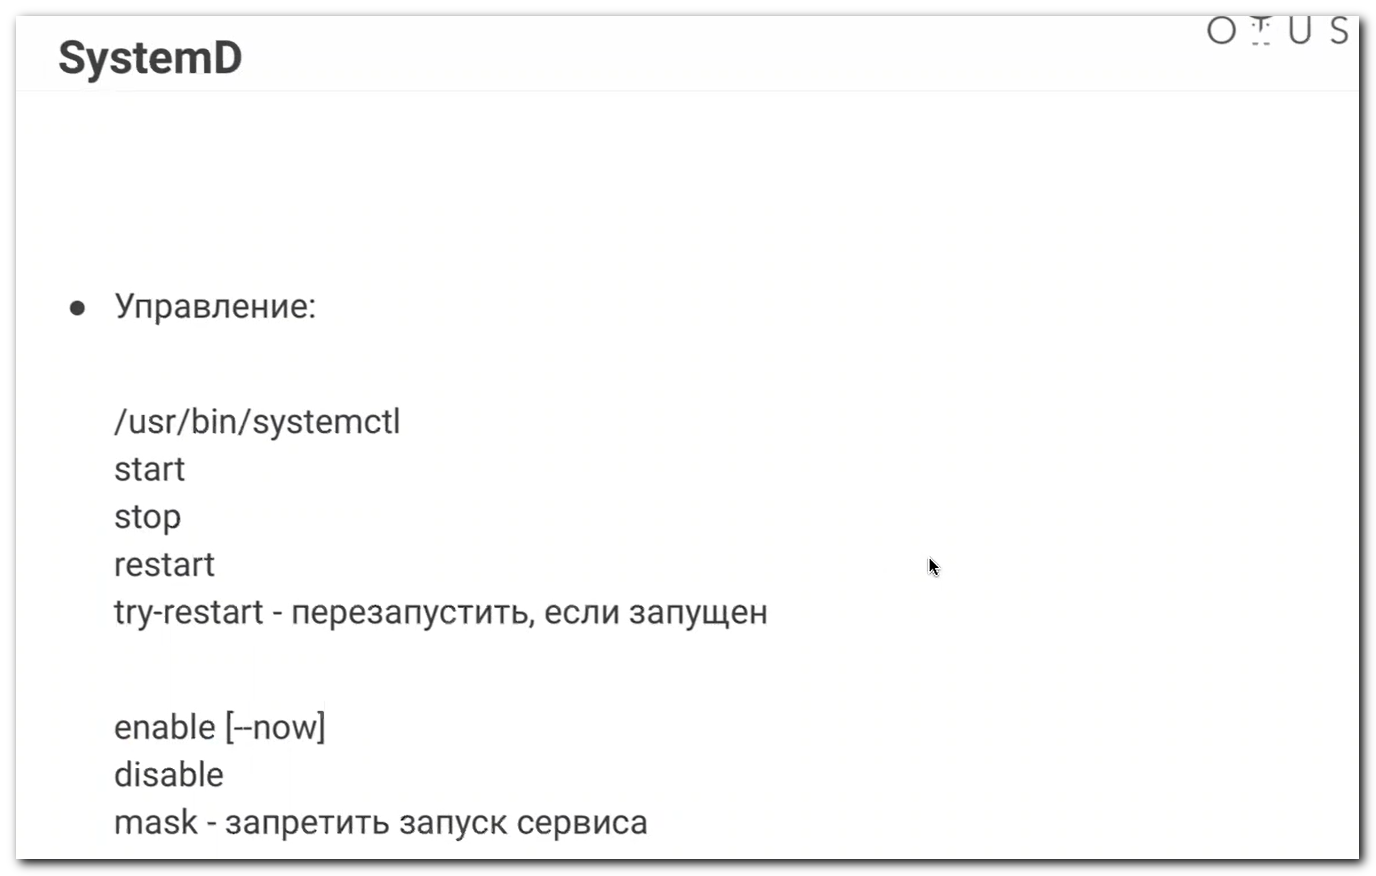 SystemD
O T U S
● Управление:
/usr/bin/systemctl
start
stop
restart
try-restart - перезапустить, если запущен
enable [--now]
disable
mask - запретить запуск сервиса